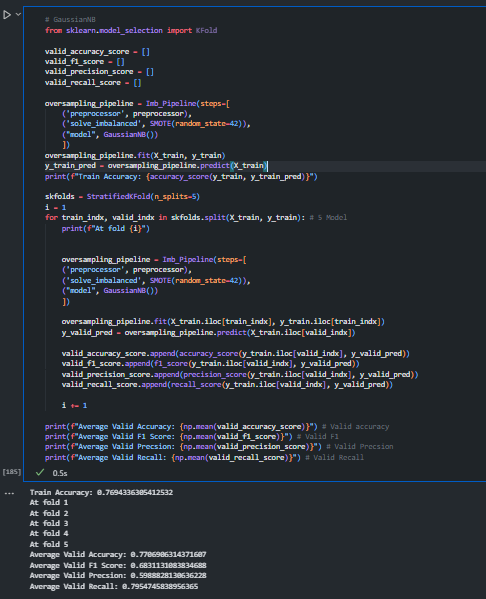 # GaussianNB
from sklearn.model_selection import KFold
valid_accuracy_score = []
valid_f1_score = []
valid_precision_score = []
valid_recall_score = []
oversampling_pipeline = Imb_Pipeline(steps=[
('preprocessor', preprocessor),
('solve_imbalanced', SMOTE(random_state=42)),
("model", GaussianNB())
])
oversampling_pipeline.fit(X_train, y_train)
y_train_pred = oversampling_pipeline.predict(X_train)
print(f"Train Accuracy: {accuracy_score(y_train, y_train_pred)}")
skfolds = StratifiedKFold(n_splits=5)
i = 1
for train_indx, valid_indx in skfolds.split(X_train, y_train): # 5 Model
print(f"At fold {i}")
oversampling_pipeline = Imb_Pipeline(steps=[
('preprocessor', preprocessor),
('solve_imbalanced', SMOTE(random_state=42)),
("model", GaussianNB())
])
oversampling_pipeline.fit(X_train.iloc[train_indx], y_train.iloc[train_indx])
y_valid_pred = oversampling_pipeline.predict(X_train.iloc[valid_indx])
valid_accuracy_score.append(accuracy_score(y_train.iloc[valid_indx], y_valid_pred))
valid_f1_score.append(f1_score(y_train.iloc[valid_indx], y_valid_pred))
valid_precision_score.append(precision_score(y_train.iloc[valid_indx], y_valid_pred))
valid_recall_score.append(recall_score(y_train.iloc[valid_indx], y_valid_pred))
i += 1
print(f"Average Valid Accuracy: {np.mean(valid_accuracy_score)}") # Valid accuracy
print(f"Average Valid F1 Score: {np.mean(valid_f1_score)}") # Valid F1
print(f"Average Valid Precsion: {np.mean(valid_precision_score)}") # Valid Precsion
print(f"Average Valid Recall: {np.mean(valid_recall_score)}") # Valid Recall
[185] 0.5s
... Train Accuracy: 0.7694336305412532
At fold 1
At fold 2
At fold 3
At fold 4
At fold 5
Average Valid Accuracy: 0.7706906314371607
Average Valid F1 Score: 0.6831131083834688
Average Valid Precsion: 0.5988828130636228
Average Valid Recall: 0.7954745838956365